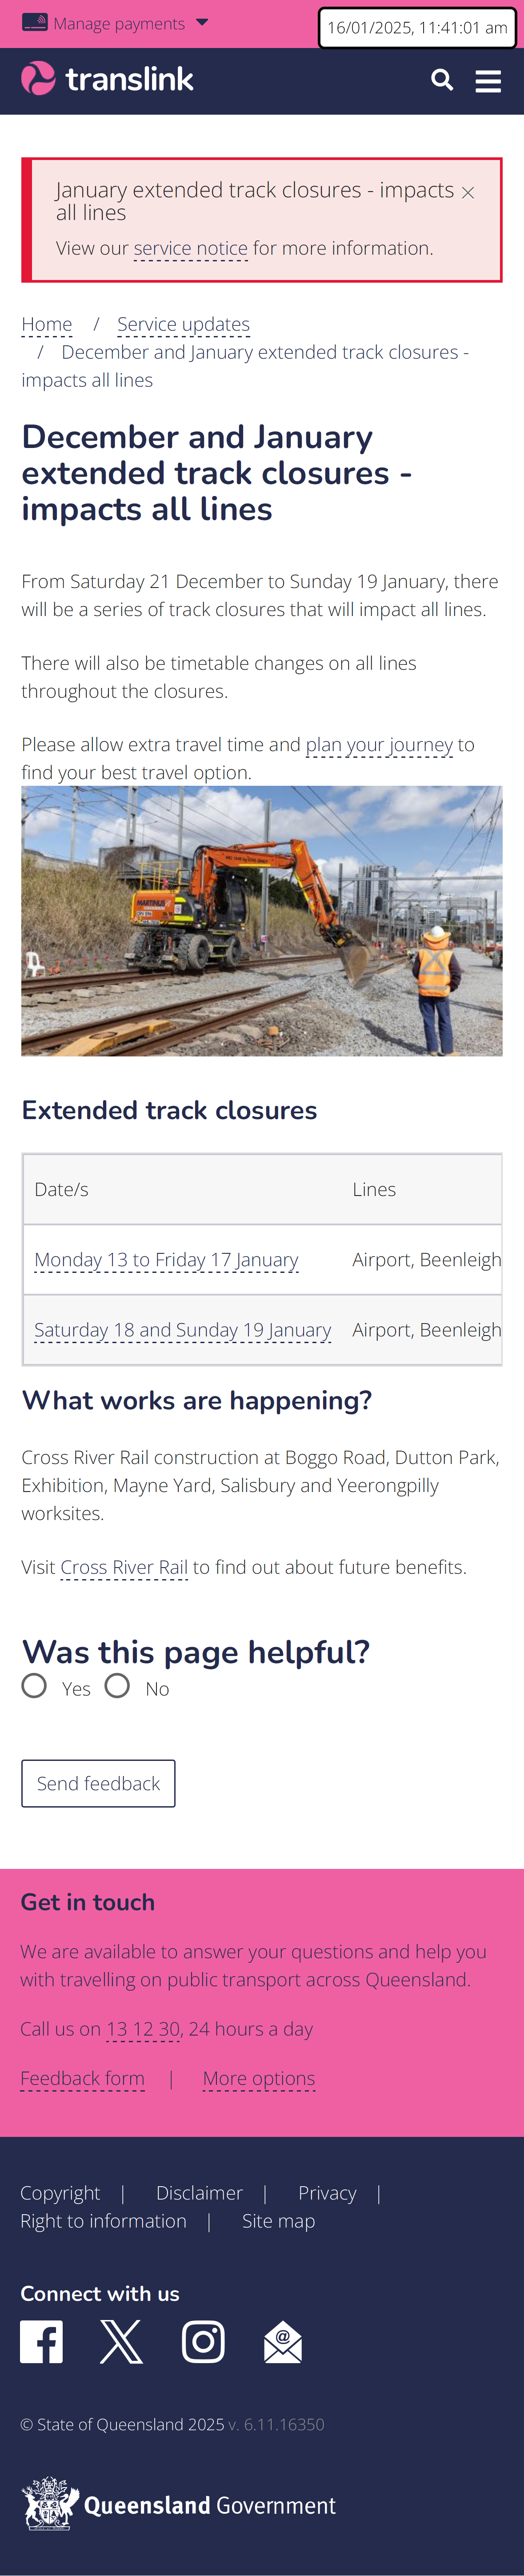 Manage payments
16/01/2025, 11:41:01 am
translink
January extended track closures - impacts
all lines
View our service notice for more information.
Home / Service updates
/ December and January extended track closures -
impacts all lines
December and January
extended track closures -
impacts all lines
From Saturday 21 December to Sunday 19 January, there
will be a series of track closures that will impact all lines.
There will also be timetable changes on all lines
throughout the closures.
Please allow extra travel time and plan your journey to
find your best travel option.
MARTINUS
Extended track closures
Date/s Lines
Monday 13 to Friday 17 January Airport, Beenleigh
Saturday 18 and Sunday 19 January Airport, Beenleigh
What works are happening?
Cross River Rail construction at Boggo Road, Dutton Park,
Exhibition, Mayne Yard, Salisbury and Yeerongpilly
worksites.
Visit Cross River Rail to find out about future benefits.
Was this page helpful?
Yes No
Send feedback
Get in touch
We are available to answer your questions and help you
with travelling on public transport across Queensland.
Call us on 13 12 30, 24 hours a day
Feedback form | More options
Copyright | Disclaimer | Privacy |
Right to information | Site map
Connect with us
© State of Queensland 2025 v. 6.11.16350
Queensland Government